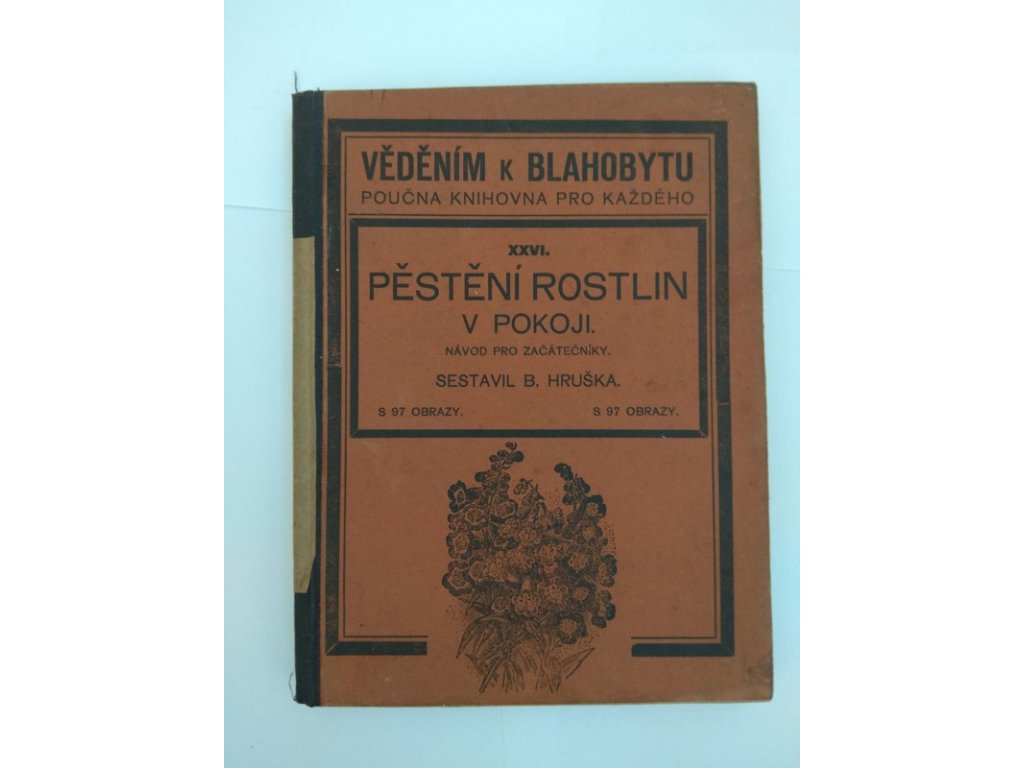 VĚDĚNÍM K BLAHOBYTU
POUČNA KNIHOVNA PRO KAŽDÉHO
XXVI.
PĚSTĚNÍ ROSTLIN
V POKOJI.
NÁVOD PRO ZAČÁTEČNÍKY.
SESTAVIL B. HRUŠKA.
S 97 OBRAZY. S 97 OBRAZY.